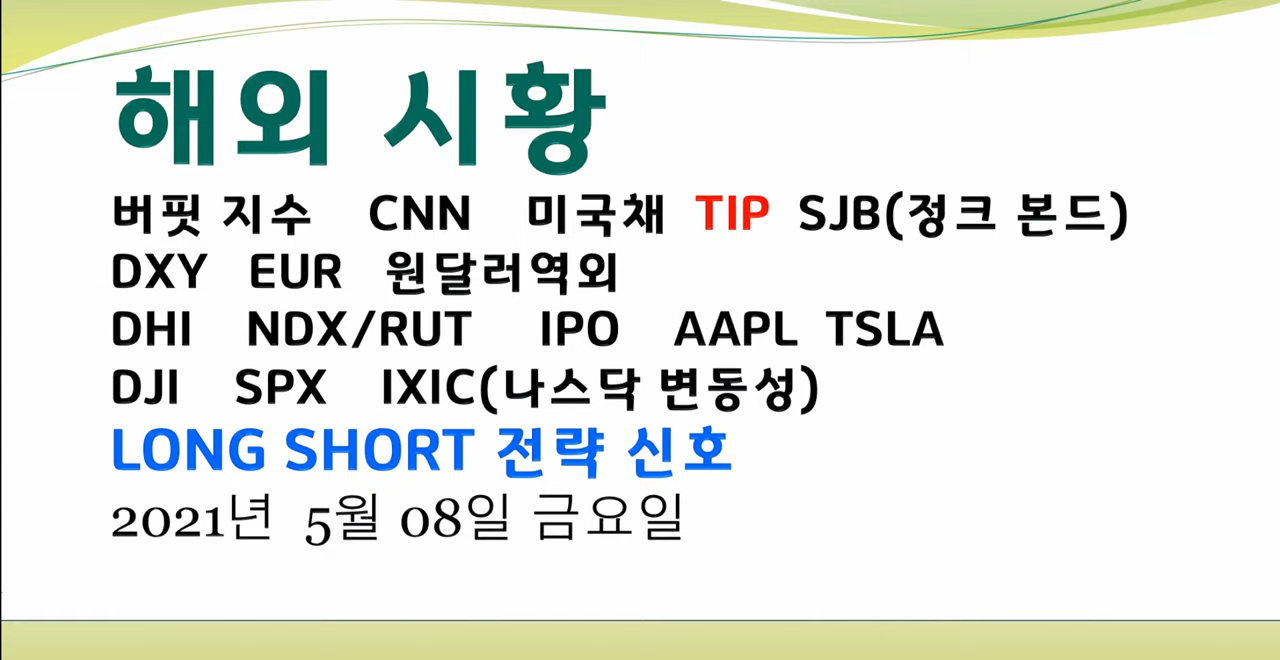 해외 시황
버핏 지수 CNN 미국채 TIP SJB(정크 본드)
DXY EUR 원달러역외
DHI NDX/RUT IPO AAPL TSLA
DJI SPX IXIC(나스닥 변동성)
LONG SHORT 전략 신호
2021년 5월 08일 금요일